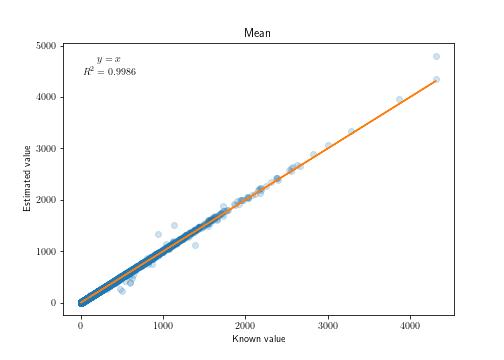 Mean
y = x
R² = 0.9986
5000
4000
3000
2000
1000
0
Estimated value
0 1000 2000 3000 4000
Known value